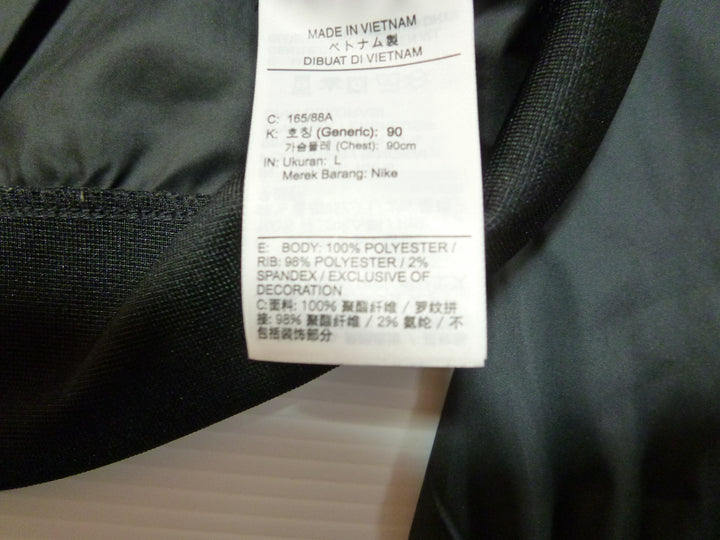 MADE IN VIETNAM
ベトナム製
DIBUAT DI VIETNAM
C: 165/88A
K: 호칭 (Generic): 90
가슴둘레 (Chest): 90cm
IN: Ukuran: L
Merek Barang: Nike
E: BODY: 100% POLYESTER /
RIB: 98% POLYESTER / 2%
SPANDEX / EXCLUSIVE OF
DECORATION
C:面料: 100% 聚酯纤维 / 罗纹拼
接: 98% 聚酯纤维 / 2% 氨纶 / 不
包括装饰部分